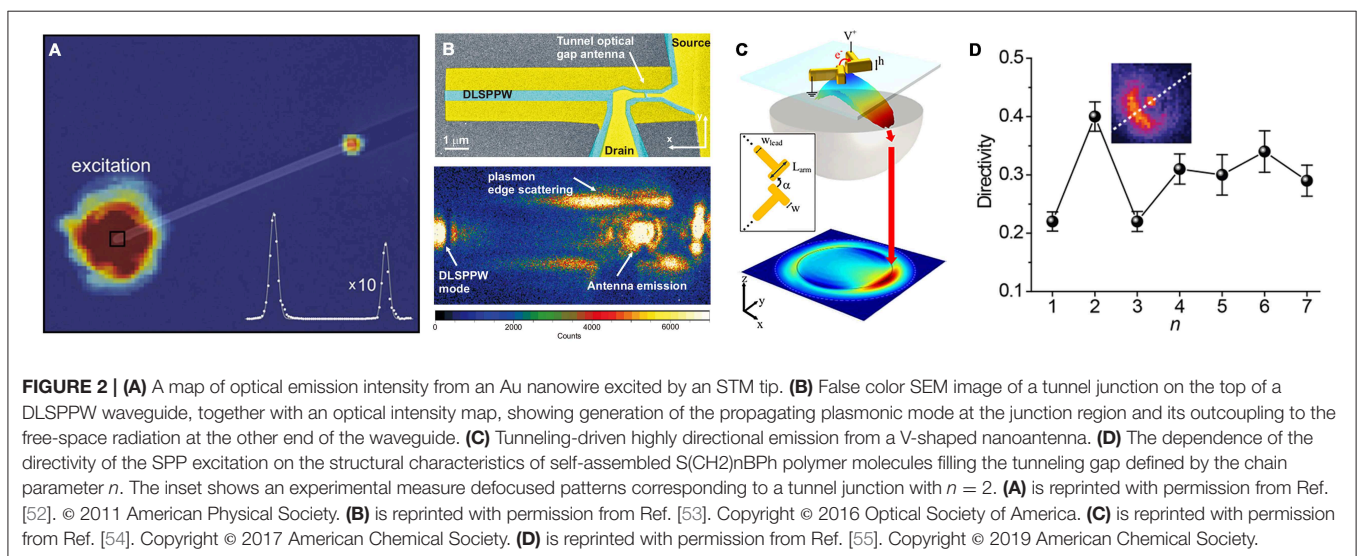 A
excitation
×10
B
Tunnel optical
gap antenna
Source
DLSPPW
1 μm
Drain
y
x
plasmon
edge scattering
DLSPPW
mode
Antenna emission
0 2000 4000 6000
Counts
C
V+
e-
h
wlead
Larm
α
w
z
y
x
D
Directivity
0.5
0.4
0.3
0.2
0.1
1 2 3 4 5 6 7
n
FIGURE 2 | (A) A map of optical emission intensity from an Au nanowire excited by an STM tip. (B) False color SEM image of a tunnel junction on the top of a
DLSPPW waveguide, together with an optical intensity map, showing generation of the propagating plasmonic mode at the junction region and its outcoupling to the
free-space radiation at the other end of the waveguide. (C) Tunneling-driven highly directional emission from a V-shaped nanoantenna. (D) The dependence of the
directivity of the SPP excitation on the structural characteristics of self-assembled S(CH2)nBPh polymer molecules filling the tunneling gap defined by the chain
parameter n. The inset shows an experimental measure defocused patterns corresponding to a tunnel junction with n = 2. (A) is reprinted with permission from Ref.
[52]. © 2011 American Physical Society. (B) is reprinted with permission from Ref. [53]. Copyright © 2016 Optical Society of America. (C) is reprinted with permission
from Ref. [54]. Copyright © 2017 American Chemical Society. (D) is reprinted with permission from Ref. [55]. Copyright © 2019 American Chemical Society.